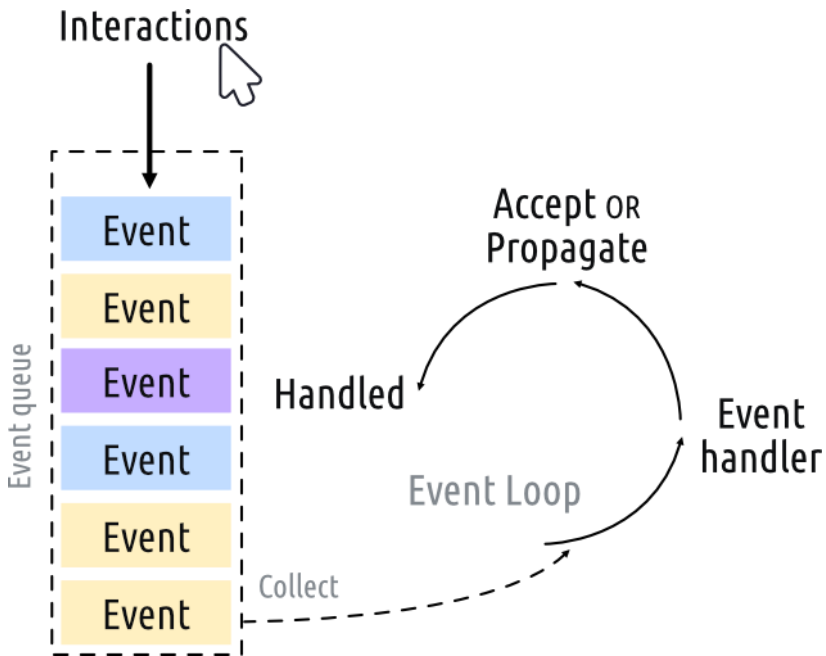 Interactions
Event
Event
Event
Event
Event
Event
Event queue
Collect
Event Loop
Event
handler
Accept OR
Propagate
Handled